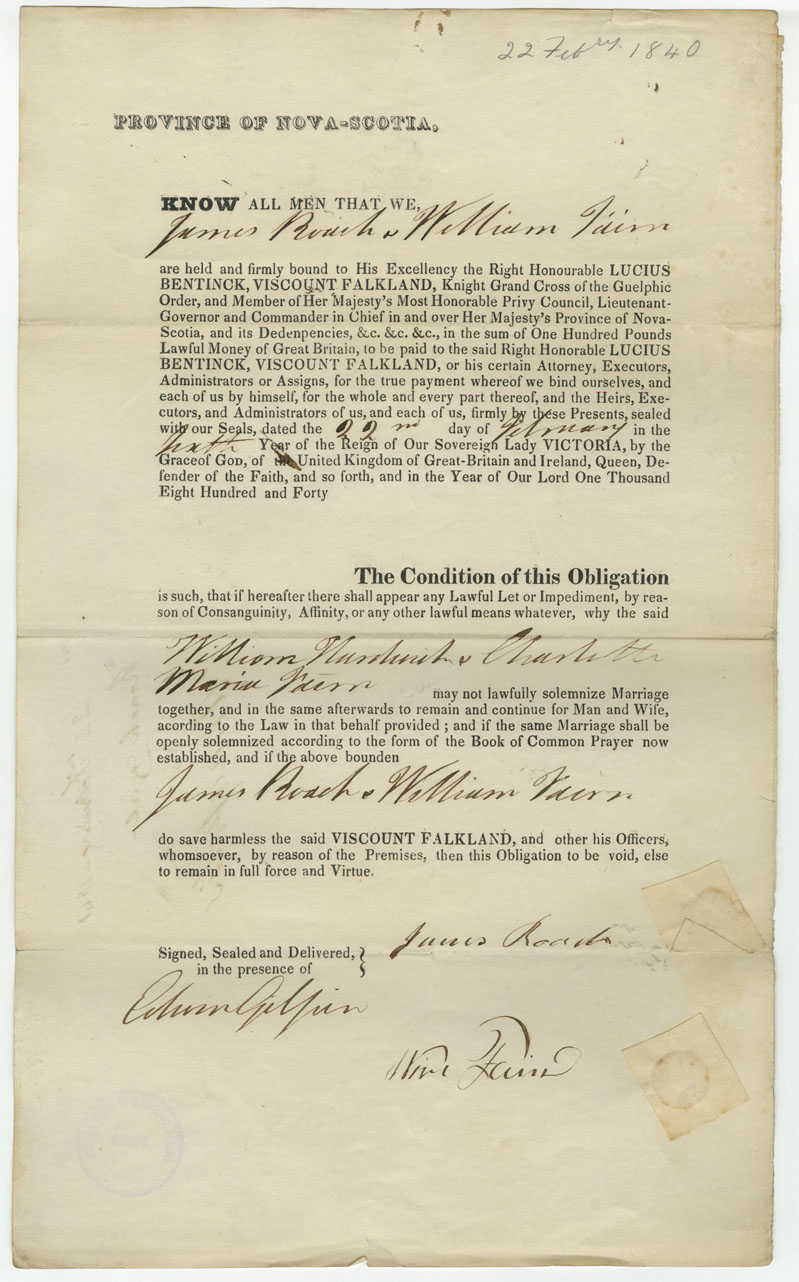 22 Febry. 1840
PROVINCE OF NOVA-SCOTIA.
KNOW ALL MEN THAT WE,
James Roach & William Fairn
are held and firmly bound to His Excellency the Right Honourable LUCIUS
BENTINCK, VISCOUNT FALKLAND, Knight Grand Cross of the Guelphic
Order, and Member of Her Majesty's Most Honorable Privy Council, Lieutenant-
Governor and Commander in Chief in and over Her Majesty's Province of Nova-
Scotia, and its Dedenpencies, &c. &c. &c., in the sum of One Hundred Pounds
Lawful Money of Great Britain, to be paid to the said Right Honorable LUCIUS
BENTINCK, VISCOUNT FALKLAND, or his certain Attorney, Executors,
Administrators or Assigns, for the true payment whereof we bind ourselves, and
each of us by himself, for the whole and every part thereof, and the Heirs, Exe-
cutors, and Administrators of us, and each of us, firmly by these Presents, sealed
with our Seals, dated the 22nd day of February in the
Year of the Reign of Our Sovereign Lady VICTORIA, by the
Graceof God, of the United Kingdom of Great-Britain and Ireland, Queen, De-
fender of the Faith, and so forth, and in the Year of Our Lord One Thousand
Eight Hundred and Forty
The Condition of this Obligation
is such, that if hereafter there shall appear any Lawful Let or Impediment, by rea-
son of Consanguinity, Affinity, or any other lawful means whatever, why the said
William & Charlotte
Maria Fairn may not lawfully solemnize Marriage
together, and in the same afterwards to remain and continue for Man and Wife,
acording to the Law in that behalf provided ; and if the same Marriage shall be
openly solemnized according to the form of the Book of Common Prayer now
established, and if the above bounden
James Roach & William Fairn
do save harmless the said VISCOUNT FALKLAND, and other his Officers,
whomsoever, by reason of the Premises, then this Obligation to be void, else
to remain in full force and Virtue.
James Roach
Signed, Sealed and Delivered,
in the presence of
Edwin Gilpin
Wm Fairn